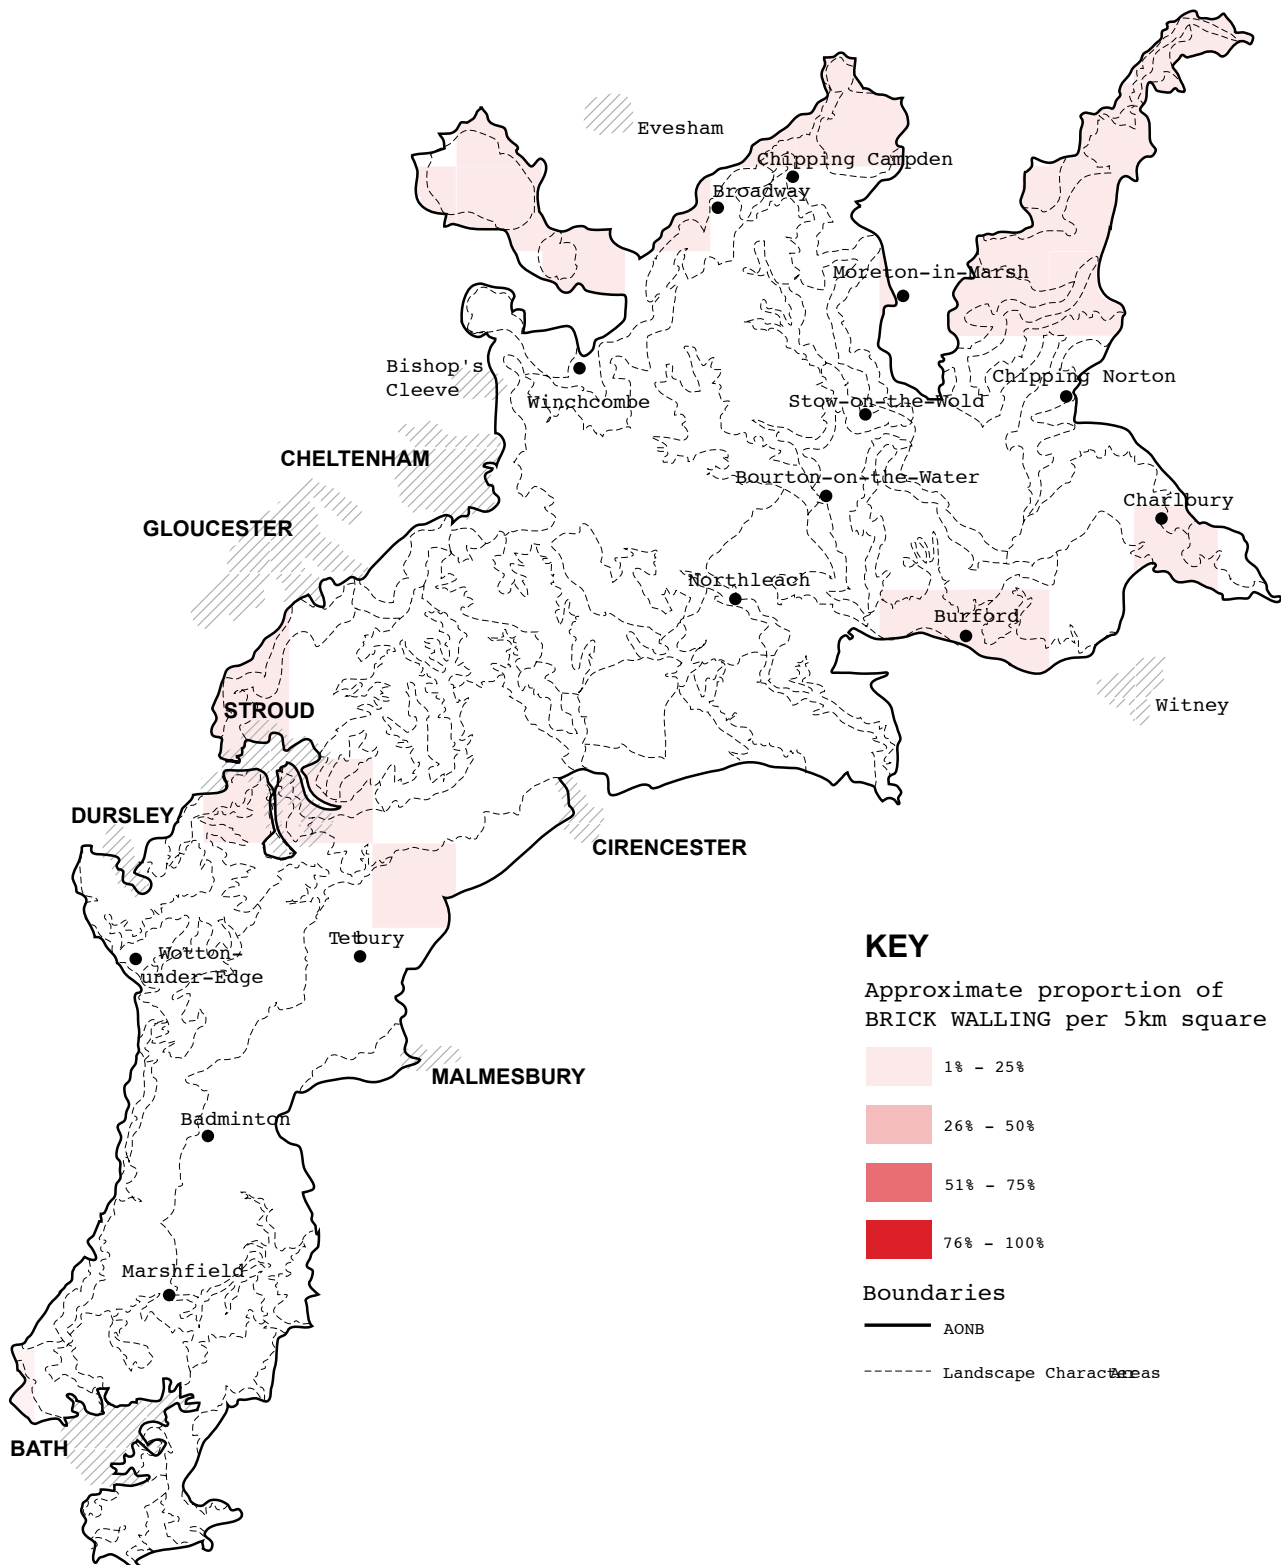 Evesham
Chipping Campden
Broadway
Moreton-in-Marsh
Bishop's
Cleeve
Winchcombe
Chipping Norton
Stow-on-the-Wold
CHELTENHAM
Bourton-on-the-Water
Charlbury
GLOUCESTER
Northleach
Burford
STROUD
Witney
DURSLEY
CIRENCESTER
Tetbury
Wotton-
under-Edge
MALMESBURY
Badminton
Marshfield
BATH
KEY
Approximate proportion of
BRICK WALLING per 5km square
1% - 25%
26% - 50%
51% - 75%
76% - 100%
Boundaries
AONB
Landscape Character Areas